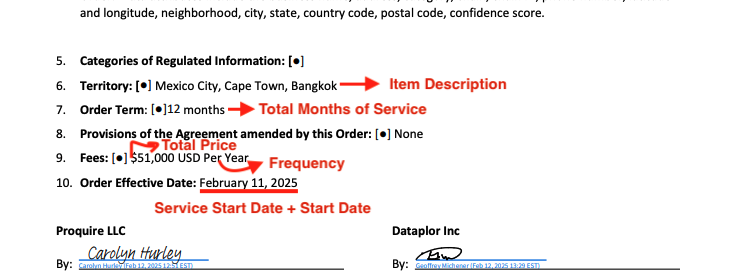 and longitude, neighborhood, city, state, country code, postal code, confidence score.
5. Categories of Regulated Information: [●]
6. Territory: [●] Mexico City, Cape Town, Bangkok Item Description
7. Order Term: [●]12 months Total Months of Service
8. Provisions of the Agreement amended by this Order: [●] None
Total Price
9. Fees: [●] $51,000 USD Per Year Frequency
10. Order Effective Date: February 11, 2025
Service Start Date + Start Date
Proquire LLC Dataplor Inc
Carolyn Hurley
By: Carolyn Hurley (Feb 12, 2025 12:51 EST) By: Geoffrey Michener (Feb 12, 2025 13:29 EST)